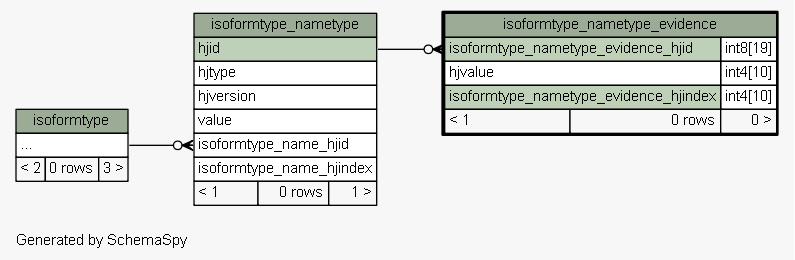 isoformtype_nametype
hjid
hjtype
hjversion
value
isoformtype_name_hjid
isoformtype_name_hjindex
< 1 0 rows 1 >
isoformtype_nametype_evidence
isoformtype_nametype_evidence_hjid int8[19]
hjvalue int4[10]
isoformtype_nametype_evidence_hjindex int4[10]
< 1 0 rows 0 >
isoformtype
...
< 2 0 rows 3 >
Generated by SchemaSpy